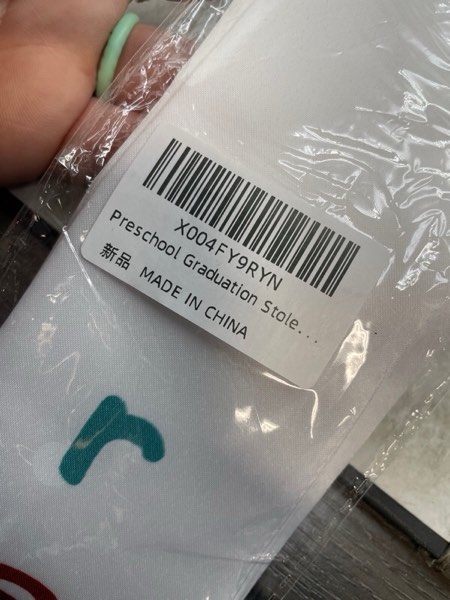 X004FY9RYN
Preschool Graduation Stole...
新品 MADE IN CHINA
r